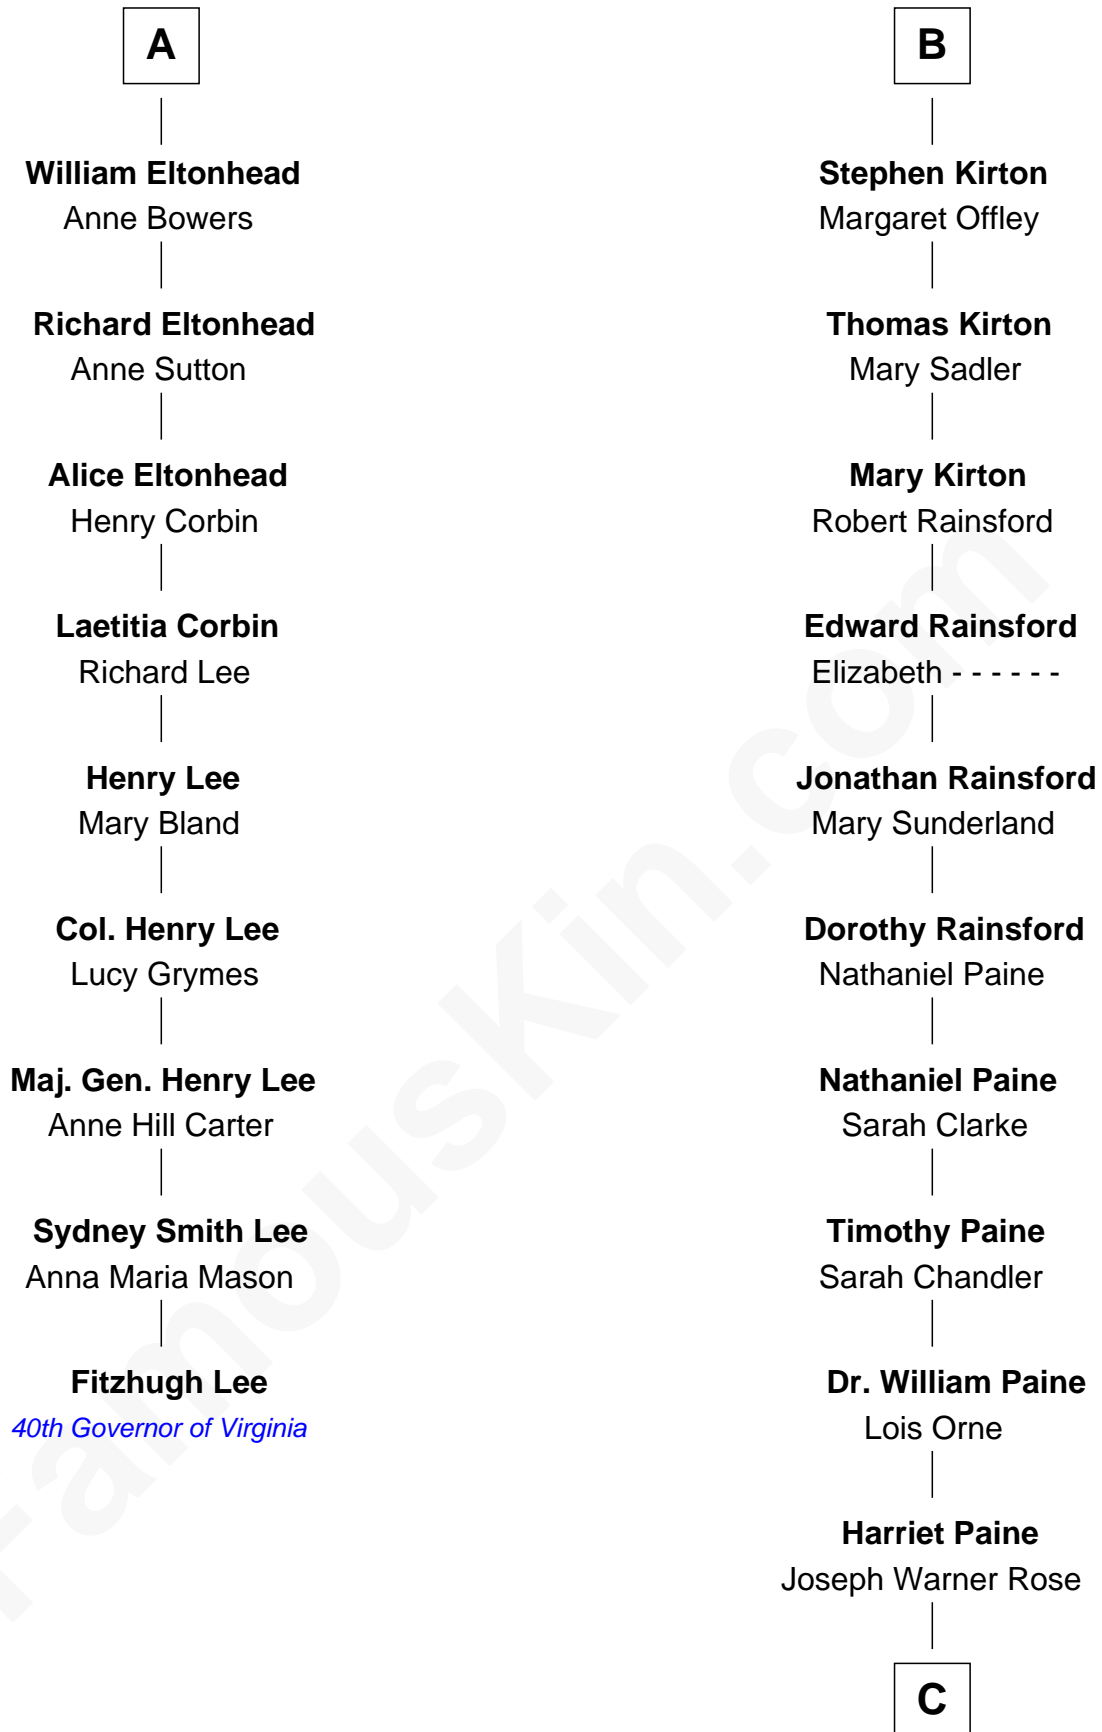 A
William Eltonhead
Anne Bowers
Richard Eltonhead
Anne Sutton
Alice Eltonhead
Henry Corbin
Laetitia Corbin
Richard Lee
Henry Lee
Mary Bland
Col. Henry Lee
Lucy Grymes
Maj. Gen. Henry Lee
Anne Hill Carter
Sydney Smith Lee
Anna Maria Mason
Fitzhugh Lee
40th Governor of Virginia
B
Stephen Kirton
Margaret Offley
Thomas Kirton
Mary Sadler
Mary Kirton
Robert Rainsford
Edward Rainsford
Elizabeth - - - - - -
Jonathan Rainsford
Mary Sunderland
Dorothy Rainsford
Nathaniel Paine
Nathaniel Paine
Sarah Clarke
Timothy Paine
Sarah Chandler
Dr. William Paine
Lois Orne
Harriet Paine
Joseph Warner Rose
C
FamousKin.com